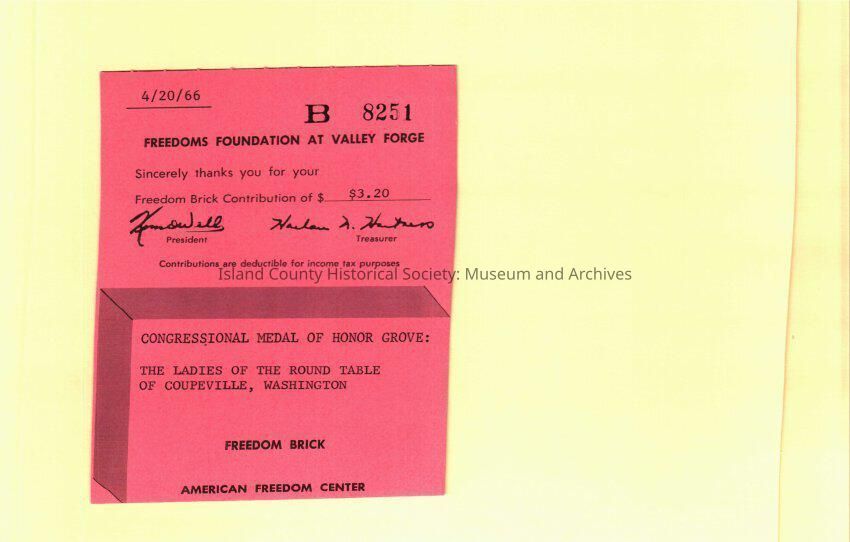 4/20/66
B 8251
FREEDOMS FOUNDATION AT VALLEY FORGE
Sincerely thanks you for your
Freedom Brick Contribution of $ $3.20
President Treasurer
Contributions are deductible for income tax purposes
Island County Historical Society: Museum and Archives
CONGRESSIONAL MEDAL OF HONOR GROVE:
THE LADIES OF THE ROUND TABLE
OF COUPEVILLE, WASHINGTON
FREEDOM BRICK
AMERICAN FREEDOM CENTER